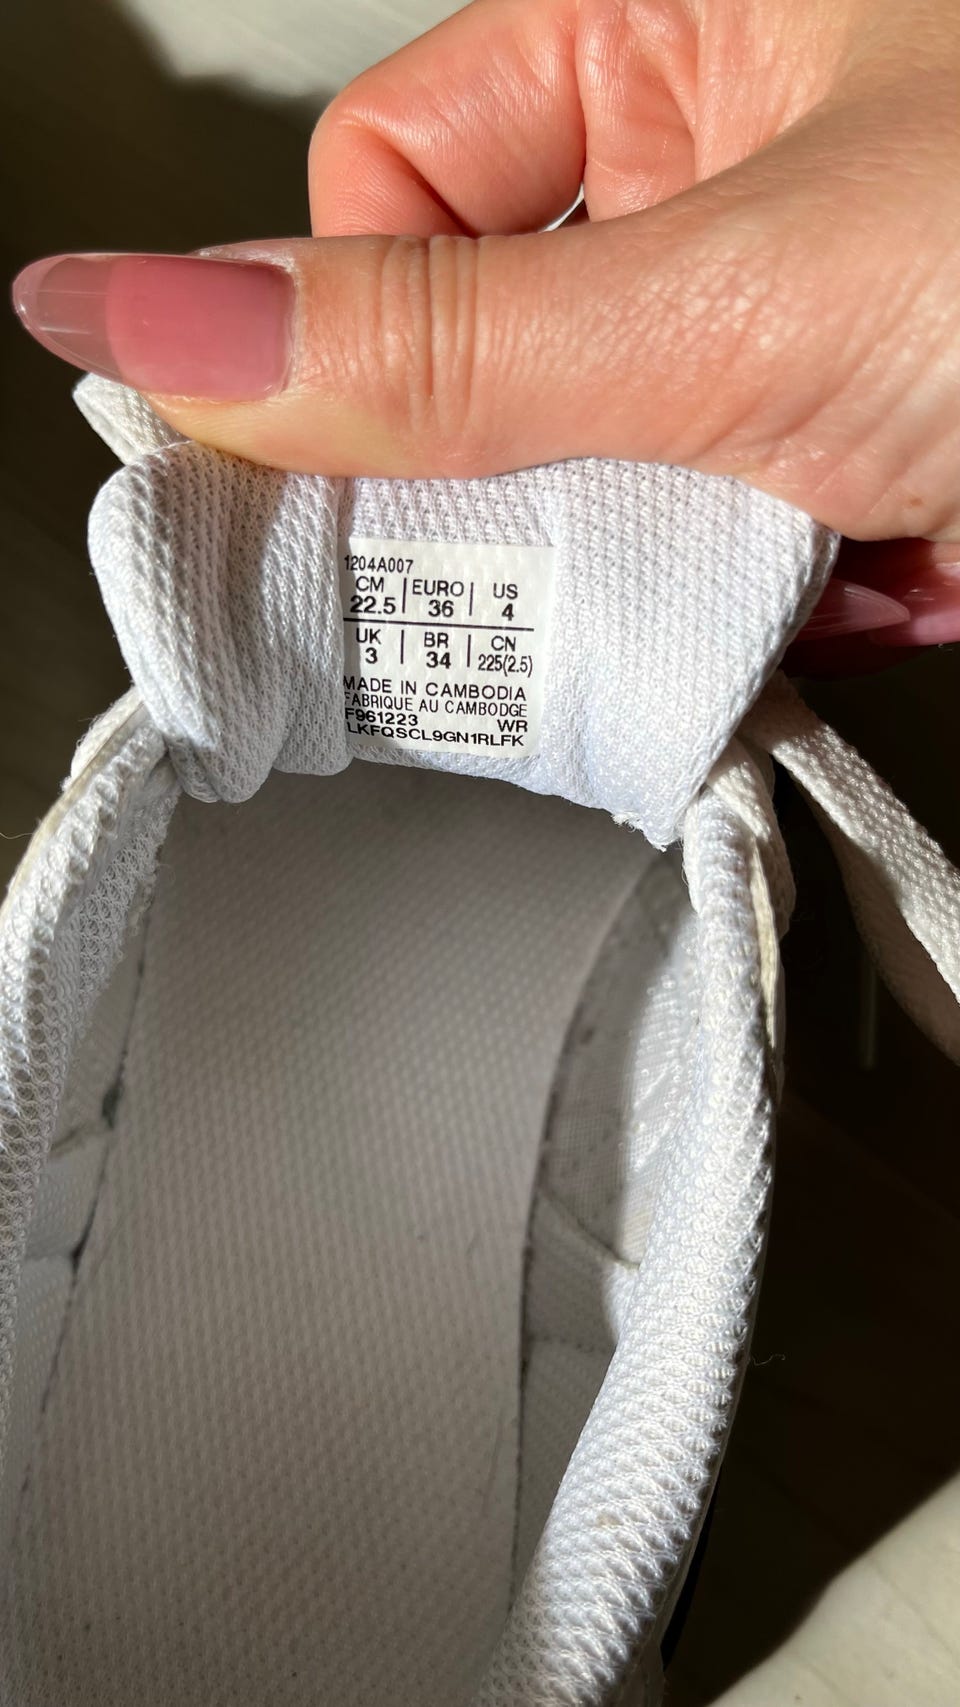 1204A007
CM | EURO | US
22.5 | 36 | 4
UK | BR | CN
3 | 34 | 225(2.5)
MADE IN CAMBODIA
FABRIQUE AU CAMBODGE
F961223 WR
LKFQSCL9GN1RLFK